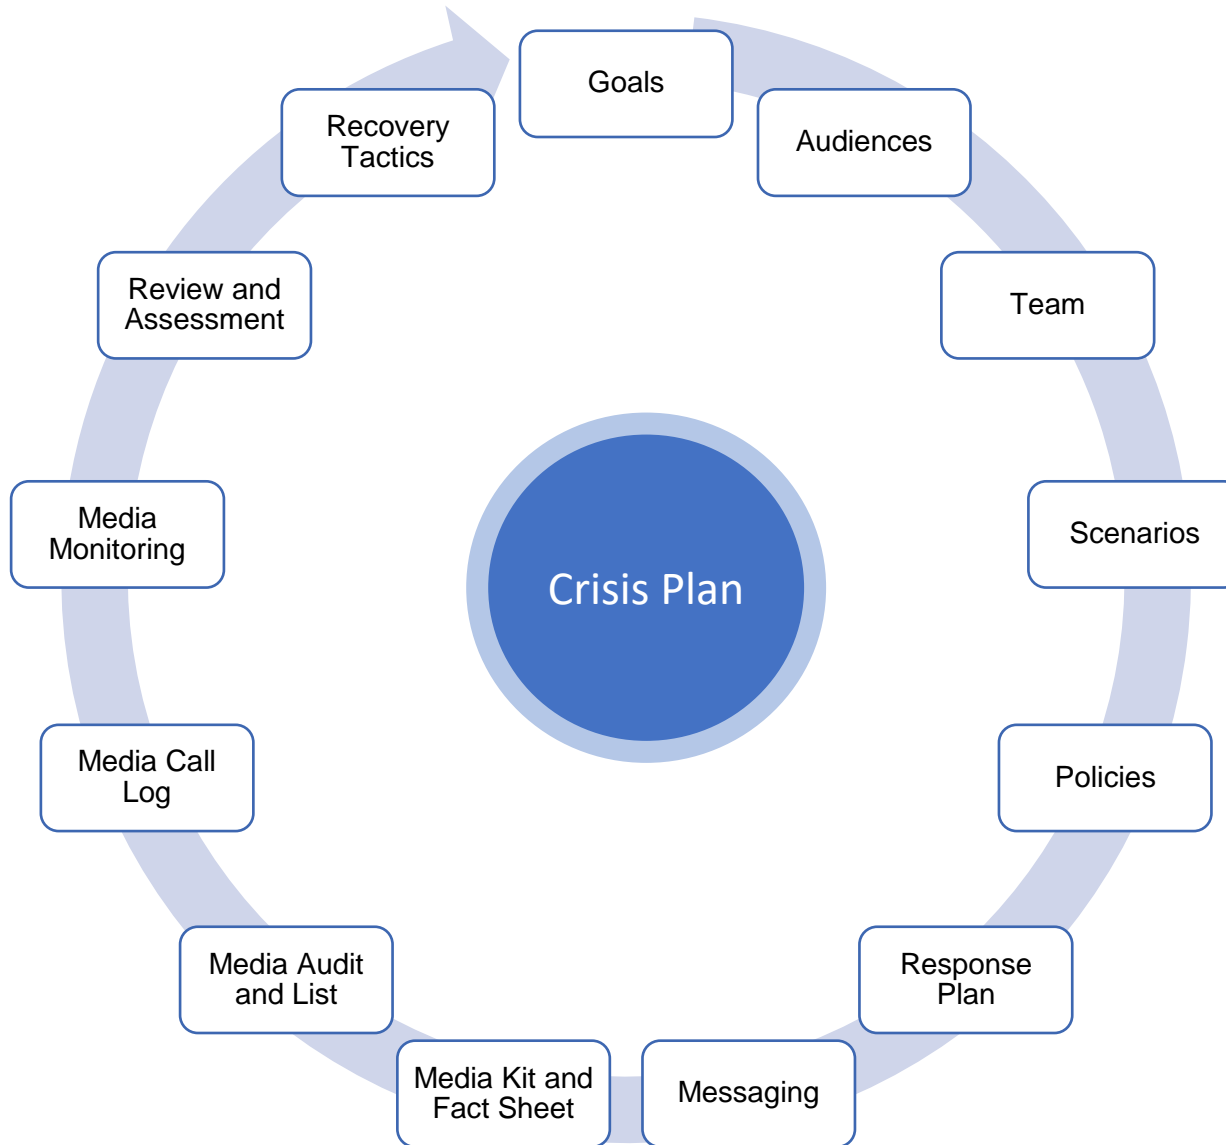 Goals
Audiences
Team
Scenarios
Policies
Response
Plan
Messaging
Media Kit and
Fact Sheet
Media Audit
and List
Media Call
Log
Media
Monitoring
Review and
Assessment
Recovery
Tactics
Crisis Plan